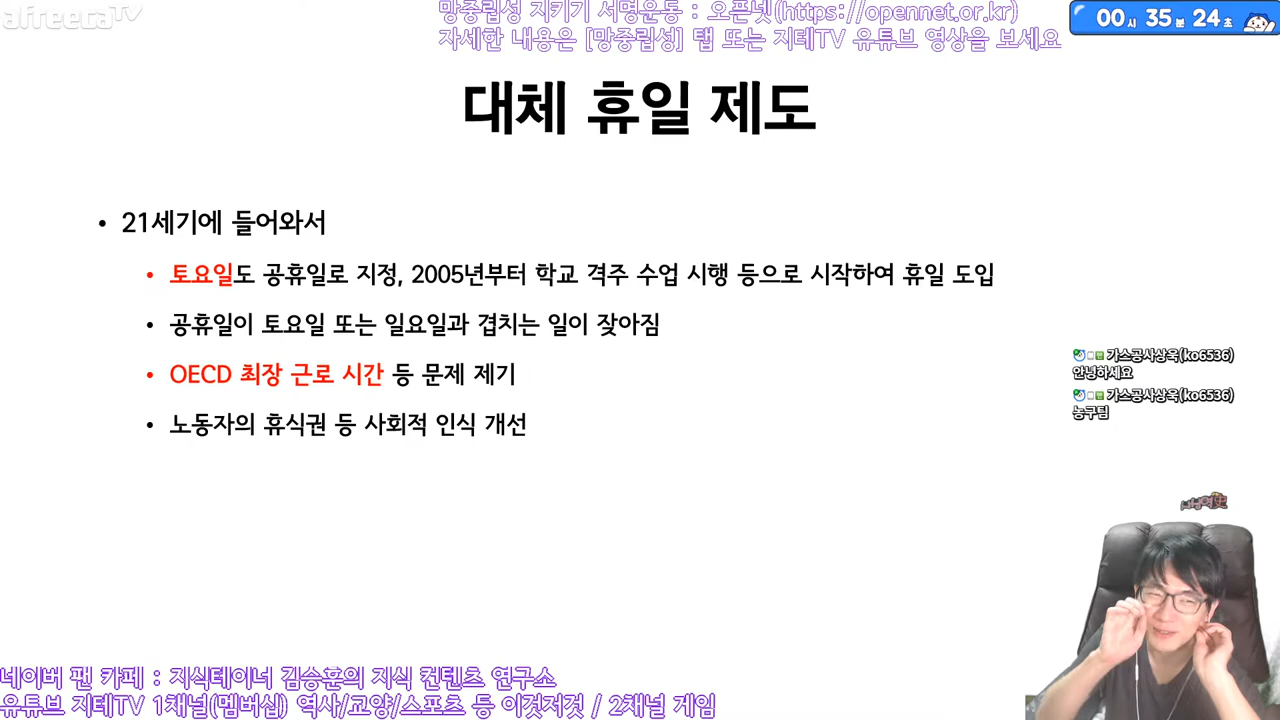 afreecaTV
망중립성 지키기 서명운동 : 오픈넷(https://opennet.or.kr)
자세한 내용은 [망중립성] 탭 또는 지테TV 유튜브 영상을 보세요
00시 35분 24초
대체 휴일 제도
• 21세기에 들어와서
• 토요일도 공휴일로 지정, 2005년부터 학교 격주 수업 시행 등으로 시작하여 휴일 도입
• 공휴일이 토요일 또는 일요일과 겹치는 일이 잦아짐
• OECD 최장 근로 시간 등 문제 제기
• 노동자의 휴식권 등 사회적 인식 개선
가스공사상욱(ko6536)
안녕하세요
가스공사상욱(ko6536)
농구팀
네이버 팬 카페 : 지식테이너 김승훈의 지식 컨텐츠 연구소
유튜브 지테TV 1채널(멤버십) 역사/교양/스포츠 등 이것저것 / 2채널 게임